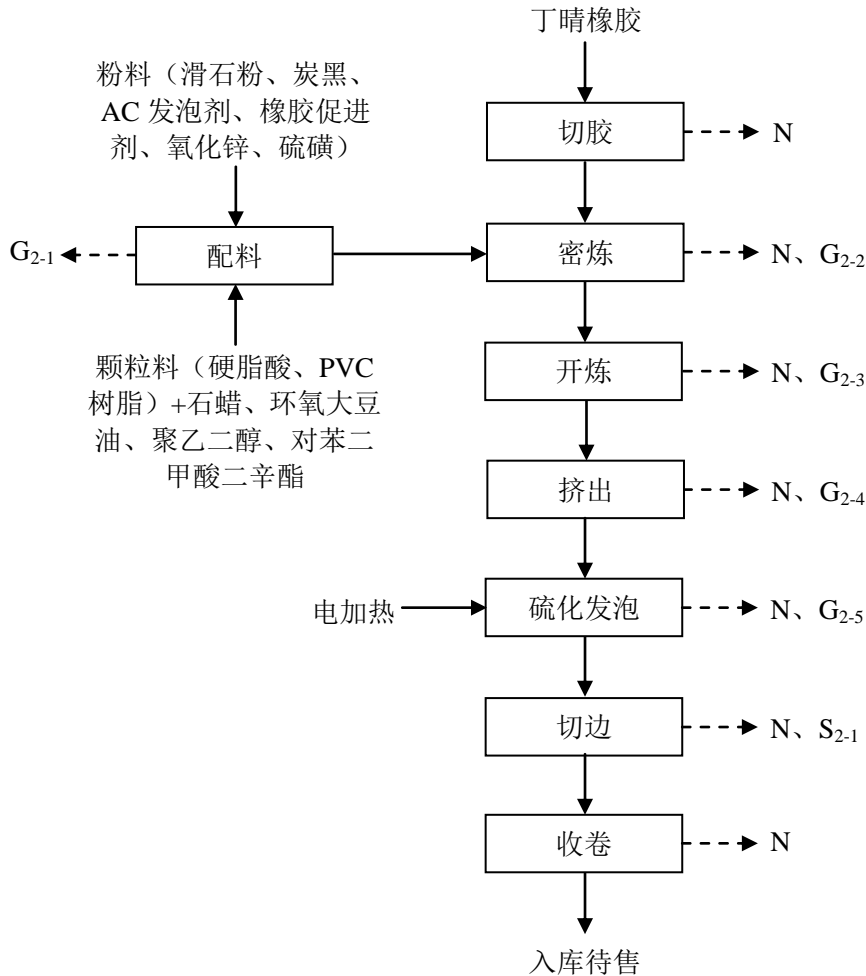 丁晴橡胶
粉料（滑石粉、炭黑、
AC 发泡剂、橡胶促进
剂、氧化锌、硫磺）
切胶
N
G2-1
配料
密炼
N、G2-2
颗粒料（硬脂酸、PVC
树脂）+石蜡、环氧大豆
油、聚乙二醇、对苯二
甲酸二辛酯
开炼
N、G2-3
挤出
N、G2-4
电加热
硫化发泡
N、G2-5
切边
N、S2-1
收卷
N
入库待售